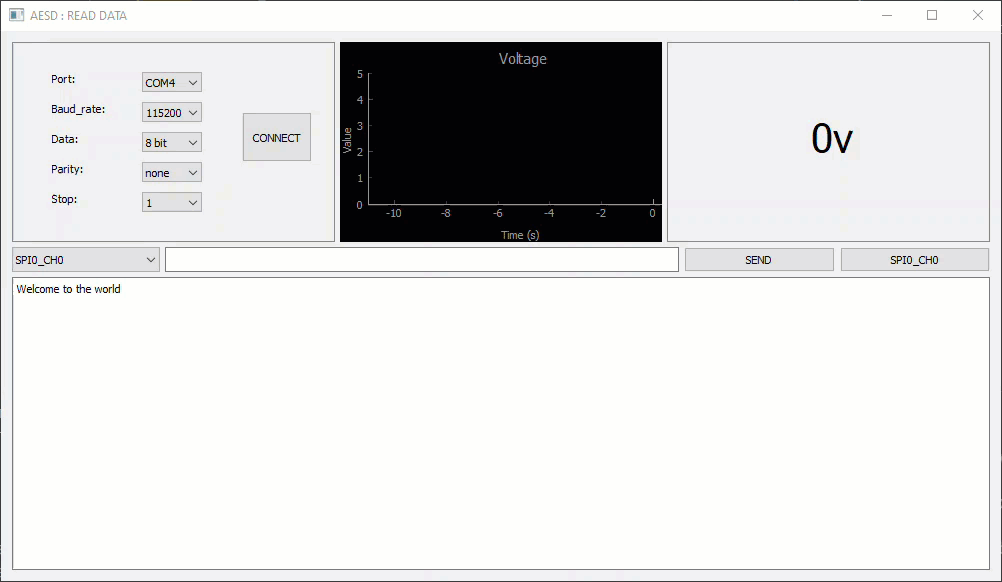 AESD : READ DATA
Port:
COM4
Baud_rate:
115200
Data:
8 bit
Parity:
none
Stop:
1
CONNECT
Voltage
Value
5
4
3
2
1
0
-10 -8 -6 -4 -2 0
Time (s)
0v
SPI0_CH0
SEND
SPI0_CH0
Welcome to the world